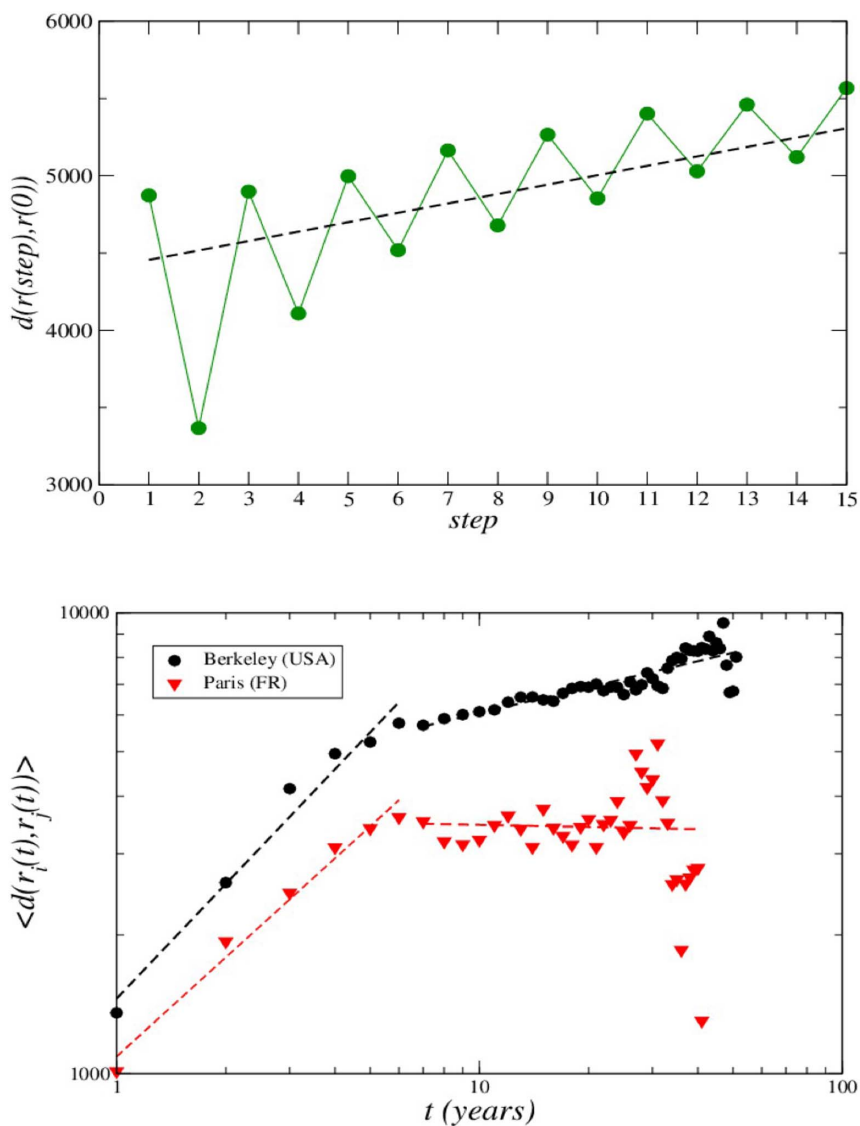 6000
5000
4000
3000
d(r(step),r(0))
0 1 2 3 4 5 6 7 8 9 10 11 12 13 14 15
step
10000
1000
<d(r_i(t),r_j(t))>
Berkeley (USA)
Paris (FR)
1 10 100
t (years)